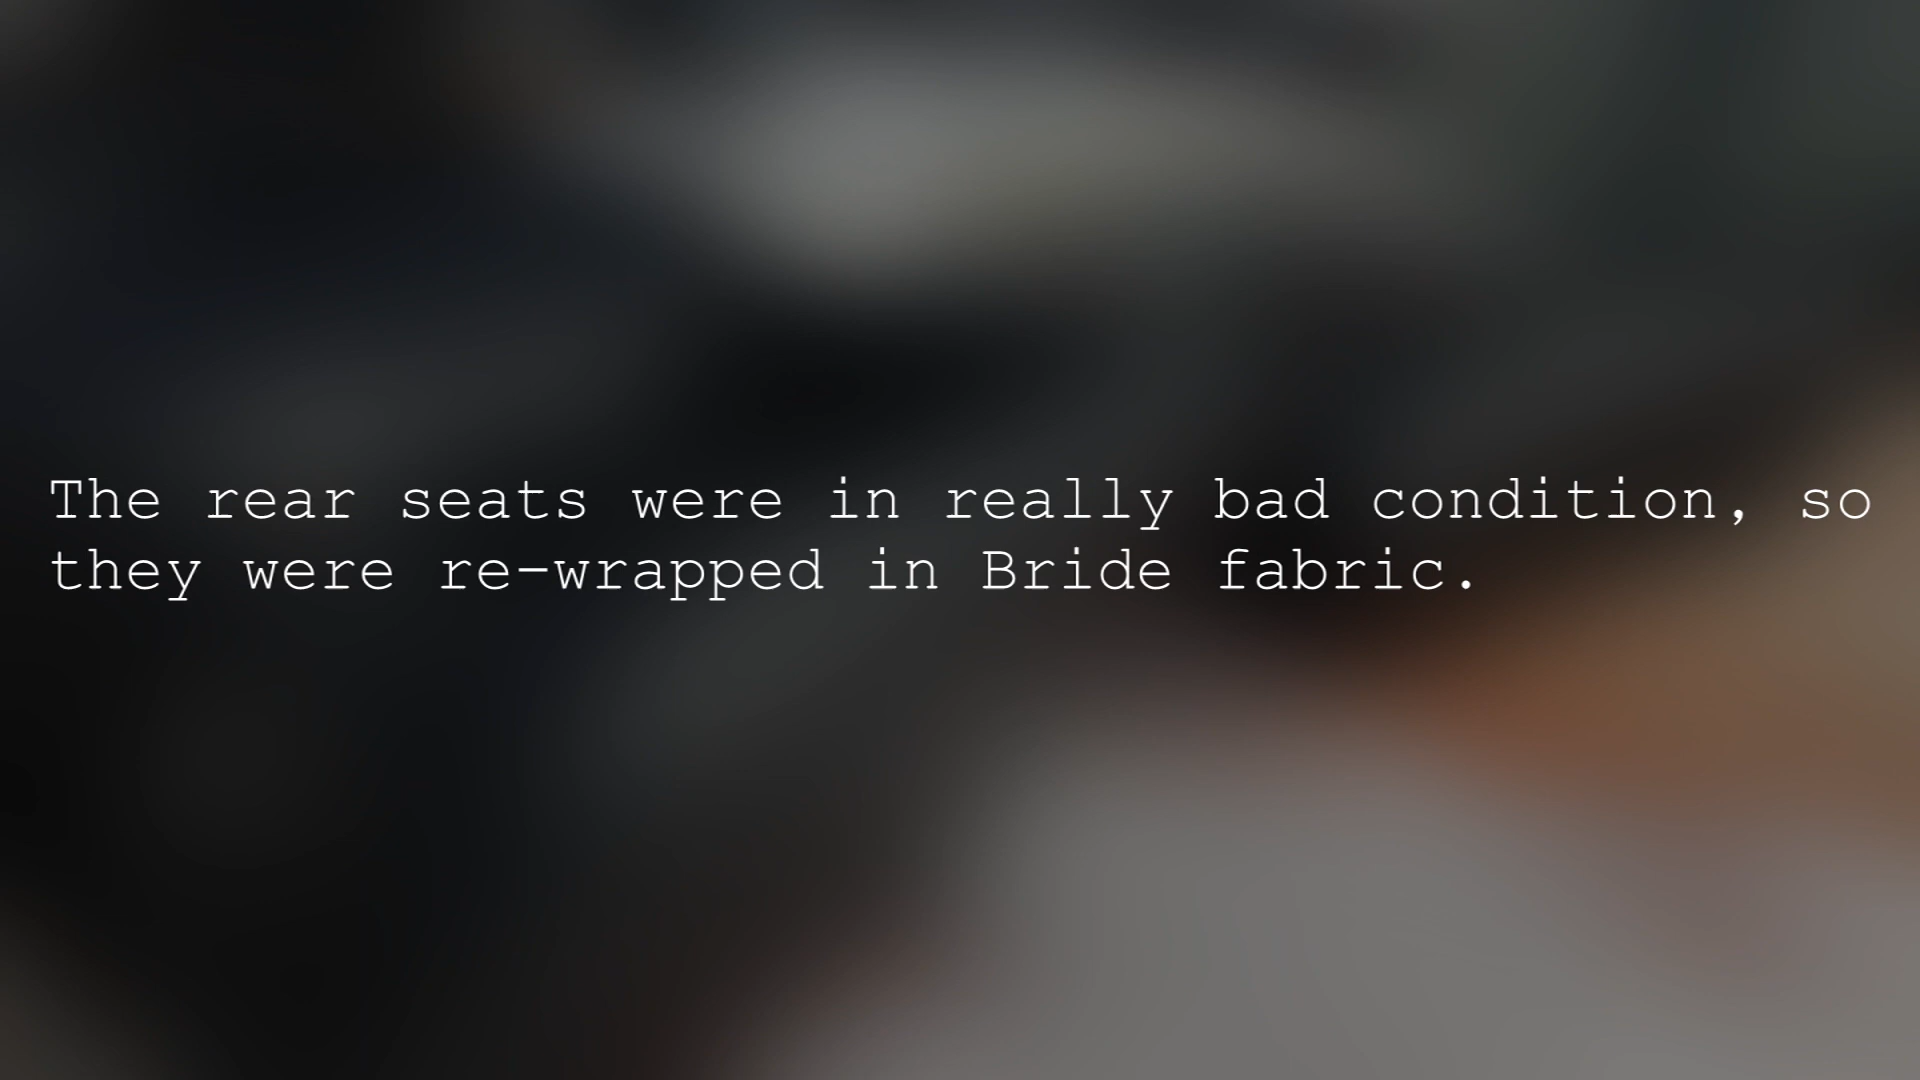 The rear seats were in really bad condition, so
they were re-wrapped in Bride fabric.